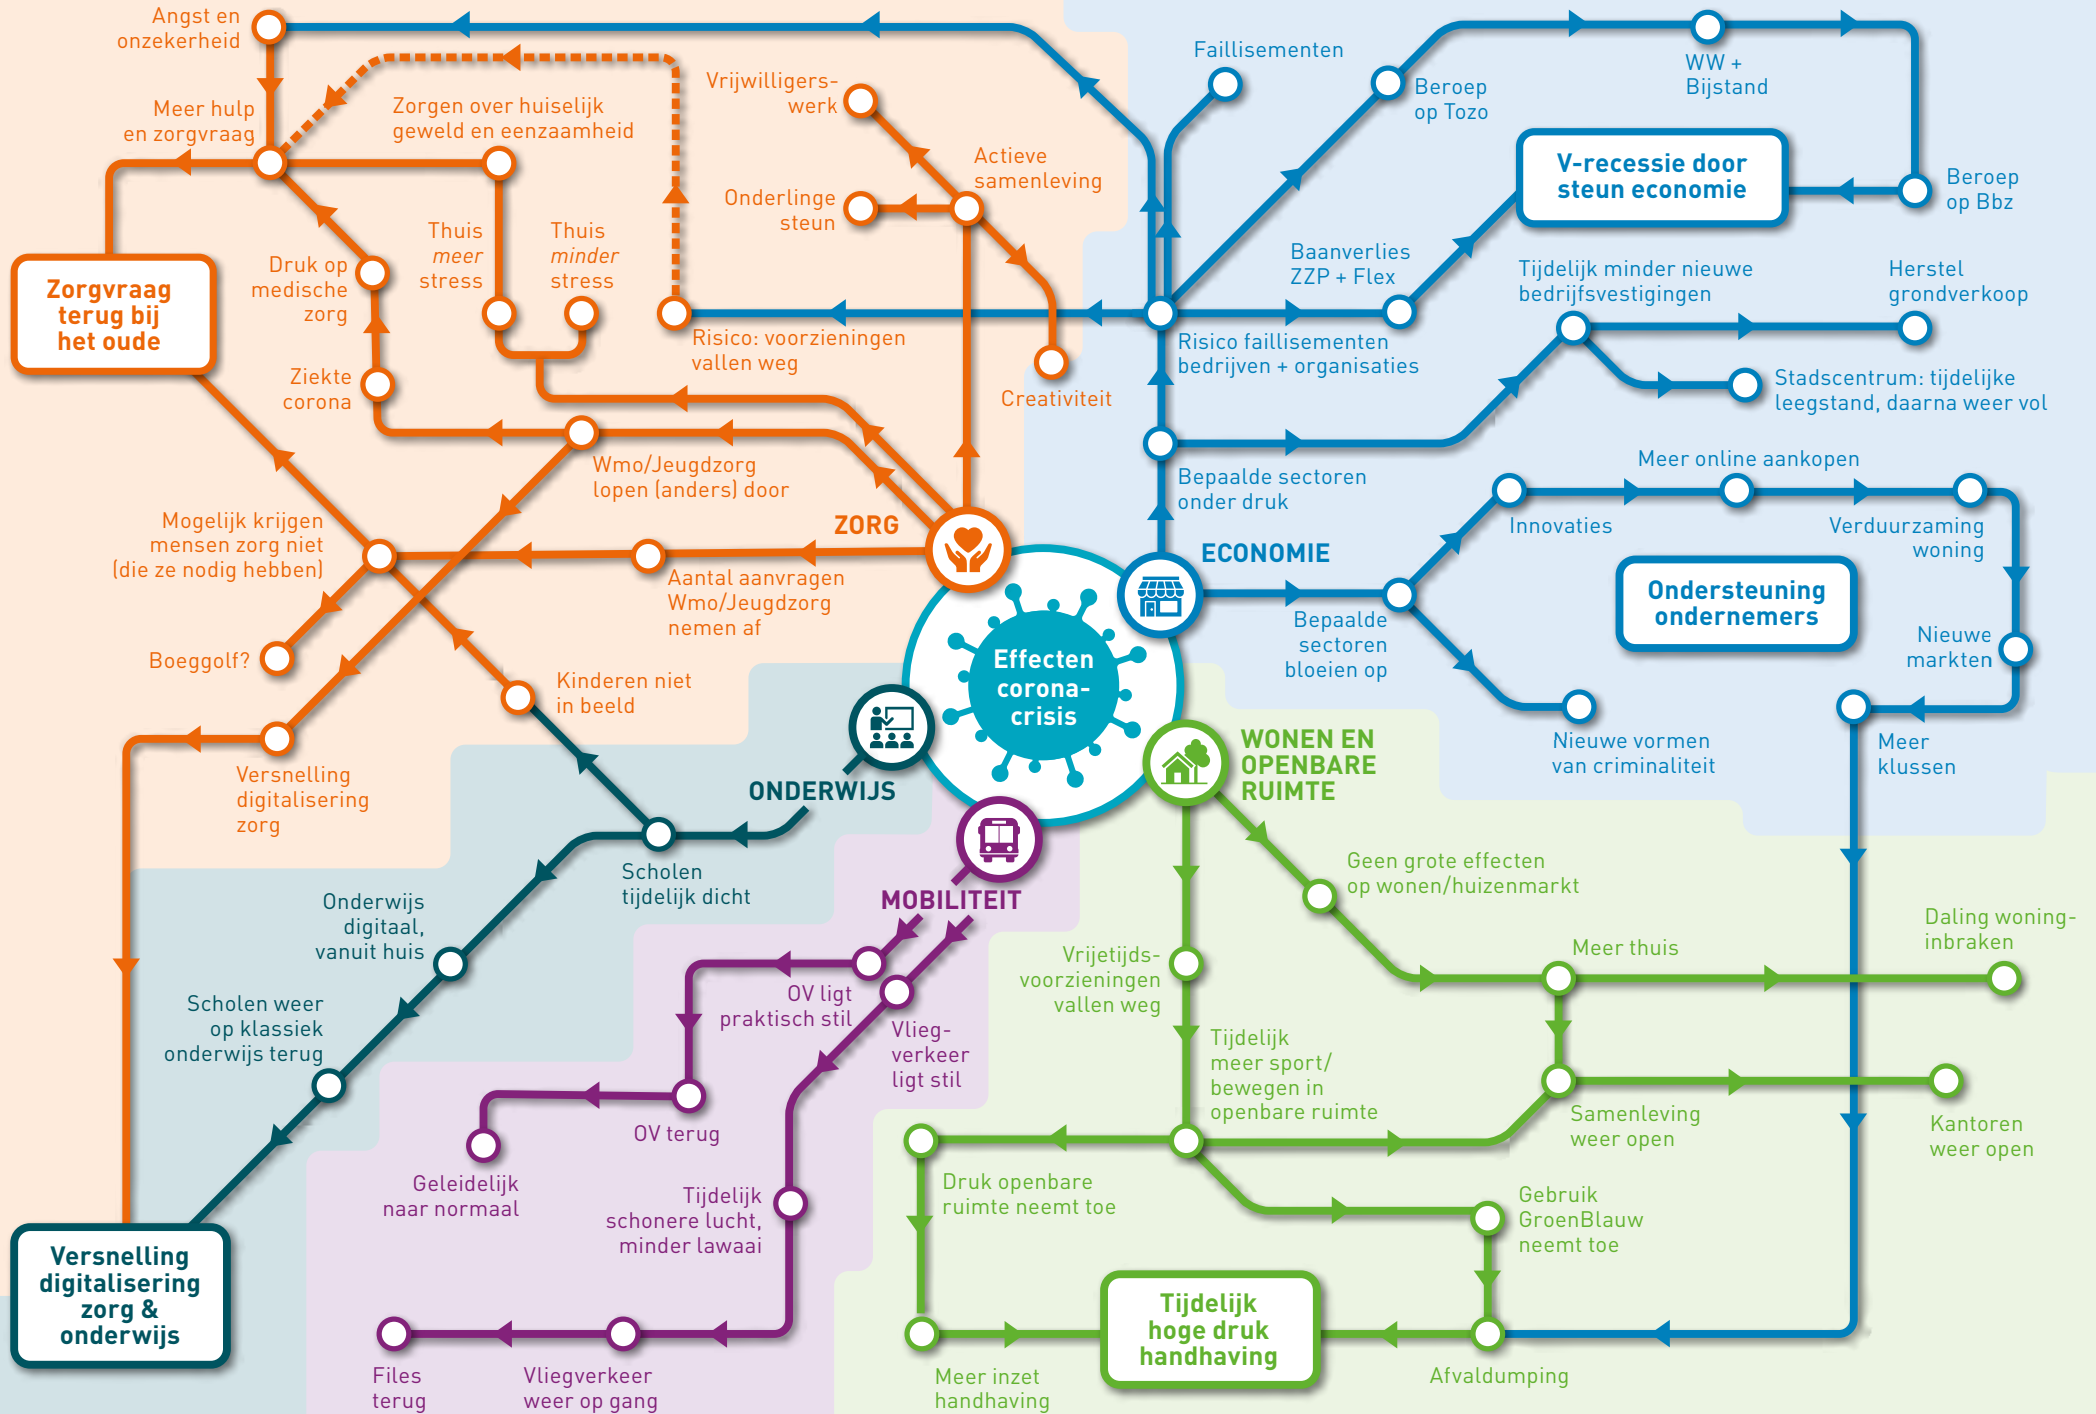 Angst en
onzekerheid
Meer hulp
en zorgvraag
Zorgen over huiselijk
geweld en eenzaamheid
Vrijwilligers-
werk
Actieve
samenleving
Onderlinge
steun
Thuis
meer
stress
Thuis
minder
stress
Druk op
medische
zorg
Zorgvraag
terug bij
het oude
Ziekte
corona
Risico: voorzieningen
vallen weg
Creativiteit
Wmo/Jeugdzorg
lopen (anders) door
ZORG
Mogelijk krijgen
mensen zorg niet
(die ze nodig hebben)
Aantal aanvragen
Wmo/Jeugdzorg
nemen af
Boeggolf?
Kinderen niet
in beeld
Versnelling
digitalisering
zorg
Faillisementen
Beroep
op Tozo
WW +
Bijstand
V-recessie door
steun economie
Beroep
op Bbz
Baanverlies
ZZP + Flex
Tijdelijk minder nieuwe
bedrijfsvestigingen
Herstel
grondverkoop
Risico faillisementen
bedrijven + organisaties
Stadscentrum: tijdelijke
leegstand, daarna weer vol
Bepaalde sectoren
onder druk
Meer online aankopen
Innovaties
Verduurzaming
woning
ECONOMIE
Ondersteuning
ondernemers
Bepaalde
sectoren
bloeien op
Nieuwe
markten
Nieuwe vormen
van criminaliteit
Meer
klussen
Effecten
corona-
crisis
ONDERWIJS
Scholen
tijdelijk dicht
Onderwijs
digitaal,
vanuit huis
Scholen weer
op klassiek
onderwijs terug
Versnelling
digitalisering
zorg &
onderwijs
MOBILITEIT
OV ligt
praktisch stil
Vlieg-
verkeer
ligt stil
OV terug
Geleidelijk
naar normaal
Tijdelijk
schonere lucht,
minder lawaai
Files
terug
Vliegverkeer
weer op gang
WONEN EN
OPENBARE
RUIMTE
Geen grote effecten
op wonen/huizenmarkt
Daling woning-
inbraken
Meer thuis
Vrijetijds-
voorzieningen
vallen weg
Tijdelijk
meer sport/
bewegen in
openbare ruimte
Samenleving
weer open
Kantoren
weer open
Druk openbare
ruimte neemt toe
Gebruik
GroenBlauw
neemt toe
Tijdelijk
hoge druk
handhaving
Meer inzet
handhaving
Afvaldumping